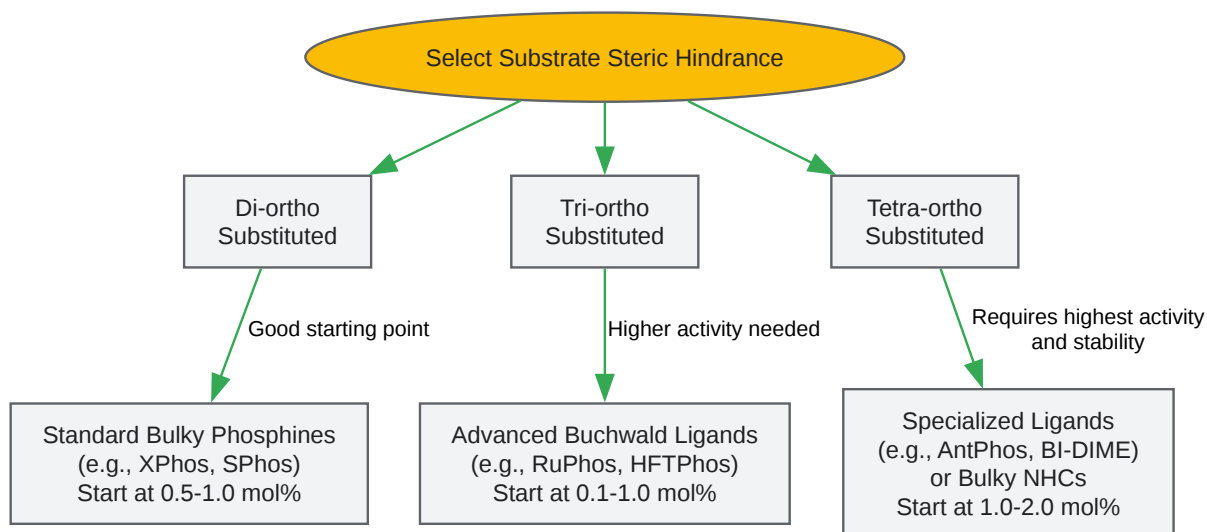 Select Substrate Steric Hindrance
Di-ortho
Substituted
Tri-ortho
Substituted
Tetra-ortho
Substituted
Good starting point
Higher activity needed
Requires highest activity
and stability
Standard Bulky Phosphines
(e.g., XPhos, SPhos)
Start at 0.5-1.0 mol%
Advanced Buchwald Ligands
(e.g., RuPhos, HFTPhos)
Start at 0.1-1.0 mol%
Specialized Ligands
(e.g., AntPhos, BI-DIME)
or Bulky NHCs
Start at 1.0-2.0 mol%